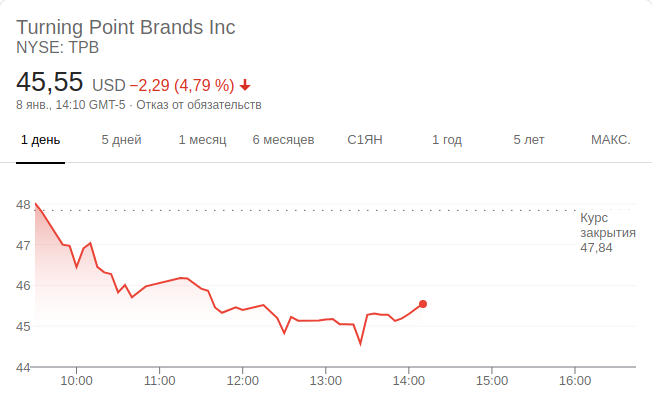 Turning Point Brands Inc
NYSE: TPB
45,55 USD −2,29 (4,79 %)
8 янв., 14:10 GMT-5 · Отказ от обязательств
1 день 5 дней 1 месяц 6 месяцев С1ЯН 1 год 5 лет МАКС.
48
Курс
закрытия
47,84
47
46
45
44
10:00 11:00 12:00 13:00 14:00 15:00 16:00